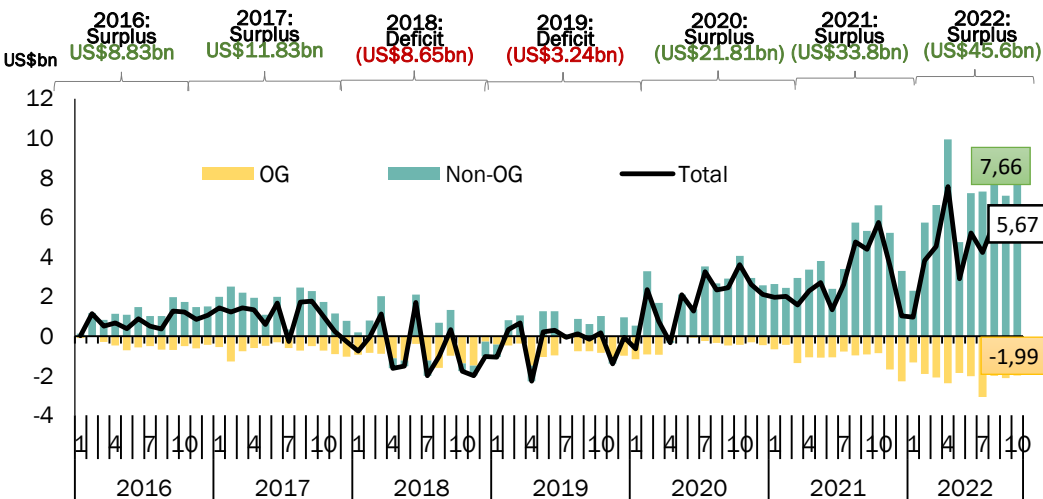 2016: 2017: 2018: 2019: 2020: 2021: 2022:
Surplus Surplus Deficit Deficit Surplus Surplus Surplus
US$bn US$8.83bn US$11.83bn (US$8.65bn) (US$3.24bn) (US$21.81bn) (US$33.8bn) (US$45.6bn)
12
10
8
6
4
2
0
-2
-4
OG Non-OG Total
7,66
5,67
-1,99
1 4 7 10 1 4 7 10 1 4 7 10 1 4 7 10 1 4 7 10 1 4 7 10 1 4 7 10
2016 2017 2018 2019 2020 2021 2022